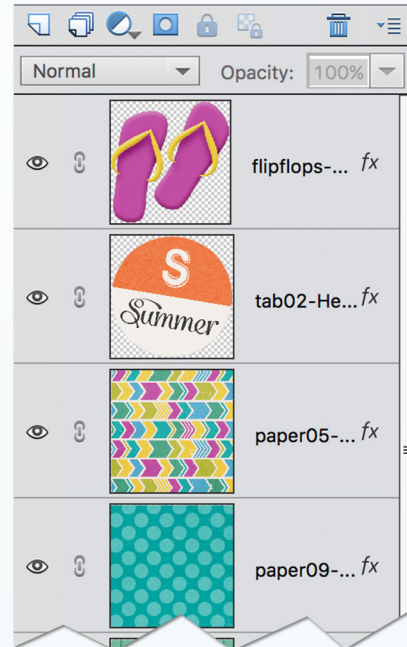 Normal Opacity: 100%
flipflops-... fx
S
Summer
tab02-He... fx
paper05-... fx
paper09-... fx